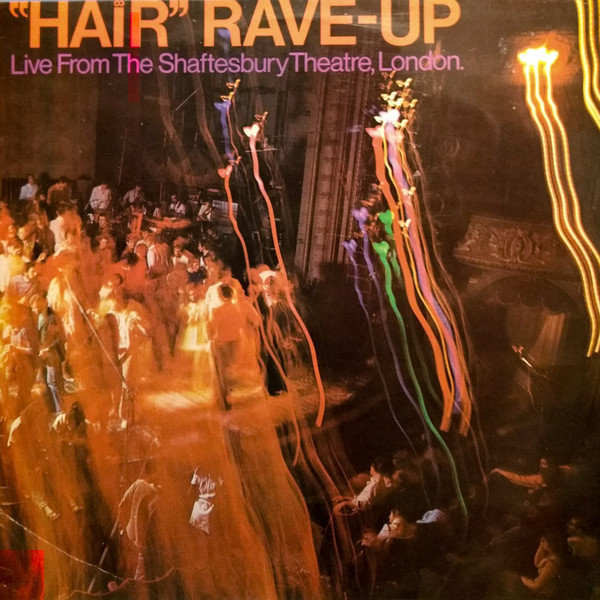 “HAÏR” RAVE-UP
Live From The Shaftesbury Theatre, London.